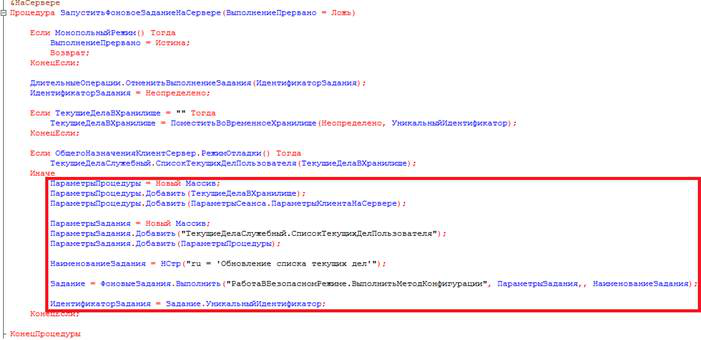 &НаСервере
Процедура ЗапуститьФоновоеЗаданиеНаСервере(ВыполнениеПрервано = Ложь)
Если МонопольныйРежим() Тогда
ВыполнениеПрервано = Истина;
Возврат;
КонецЕсли;
ДлительныеОперации.ОтменитьВыполнениеЗадания(ИдентификаторЗадания);
ИдентификаторЗадания = Неопределено;
Если ТекущиеДелаВХранилище = "" Тогда
ТекущиеДелаВХранилище = ПоместитьВоВременноеХранилище(Неопределено, УникальныйИдентификатор);
КонецЕсли;
Если ОбщегоНазначенияКлиентСервер.РежимОтладки() Тогда
ТекущиеДелаСлужебный.СписокТекущихДелПользователя(ТекущиеДелаВХранилище);
Иначе
ПараметрыПроцедуры = Новый Массив;
ПараметрыПроцедуры.Добавить(ТекущиеДелаВХранилище);
ПараметрыПроцедуры.Добавить(ПараметрыСеанса.ПараметрыКлиентаНаСервере);
ПараметрыЗадания = Новый Массив;
ПараметрыЗадания.Добавить("ТекущиеДелаСлужебный.СписокТекущихДелПользователя");
ПараметрыЗадания.Добавить(ПараметрыПроцедуры);
НаименованиеЗадания = НСтр("ru = 'Обновление списка текущих дел'");
Задание = ФоновыеЗадания.Выполнить("РаботаВБезопасномРежиме.ВыполнитьМетодКонфигурации", ПараметрыЗадания,, НаименованиеЗадания);
ИдентификаторЗадания = Задание.УникальныйИдентификатор;
КонецЕсли;
КонецПроцедуры